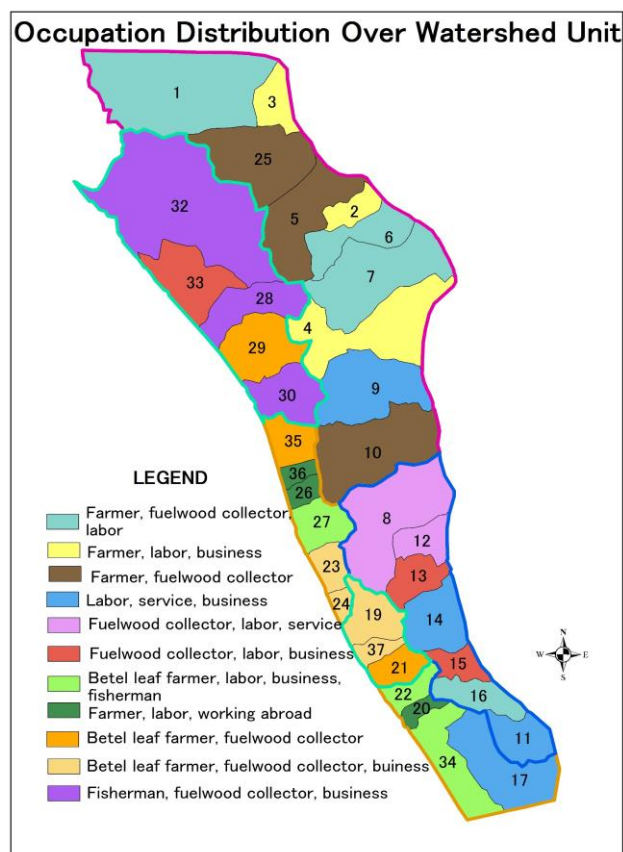 Occupation Distribution Over Watershed Unit
1
3
25
2
32
5
6
7
33
28
4
29
9
30
35
10
36
26
8
27
12
23
13
24
19
14
37
21
15
22
16
20
11
34
17
N
W E
S
LEGEND
Farmer, fuelwood collector,
labor
Farmer, labor, business
Farmer, fuelwood collector
Labor, service, business
Fuelwood collector, labor, service
Fuelwood collector, labor, business
Betel leaf farmer, labor, business,
fisherman
Farmer, labor, working abroad
Betel leaf farmer, fuelwood collector
Betel leaf farmer, fuelwood collector, buiness
Fisherman, fuelwood collector, business